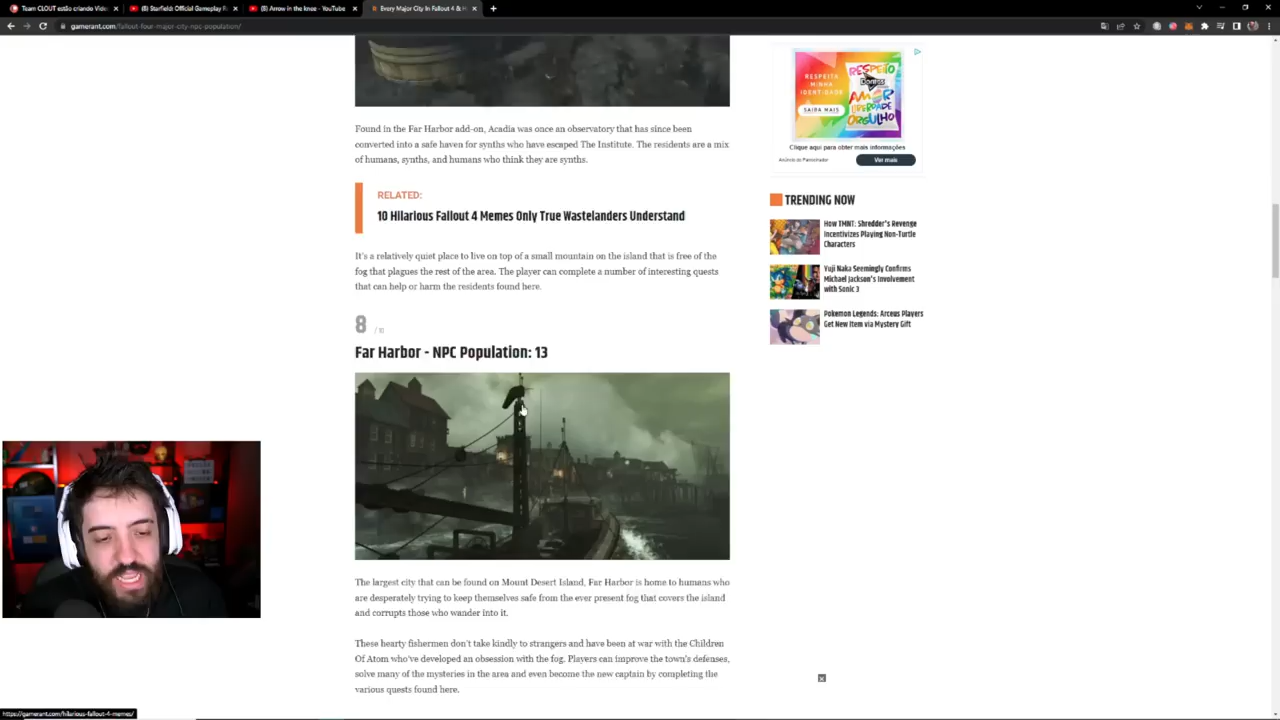 Team CLOUT estão criando Vide
(8) Starfield: Official Gameplay R
(8) Arrow in the knee - YouTube
Every Major City In Fallout 4 & H
gamerant.com/fallout-four-major-city-npc-population/
Found in the Far Harbor add-on, Acadia was once an observatory that has since been
converted into a safe haven for synths who have escaped The Institute. The residents are a mix
of humans, synths, and humans who think they are synths.
RELATED:
10 Hilarious Fallout 4 Memes Only True Wastelanders Understand
It's a relatively quiet place to live on top of a small mountain on the island that is free of the
fog that plagues the rest of the area. The player can complete a number of interesting quests
that can help or harm the residents found here.
8
Far Harbor - NPC Population: 13
The largest city that can be found on Mount Desert Island, Far Harbor is home to humans who
are desperately trying to keep themselves safe from the ever present fog that covers the island
and corrupts those who wander into it.
These hearty fishermen don't take kindly to strangers and have been at war with the Children
Of Atom who've developed an obsession with the fog. Players can improve the town's defenses,
solve many of the mysteries in the area and even become the new captain by completing the
various quests found here.
RESPEITO
MINHA
IDENTIDADE
SAIBA MAIS
RESPEITO
Doritos
AMOR
LIBERDADE
ORGULHO
Clique aqui para obter mais informações
Anúncio do Patrocinador
Ver mais
TRENDING NOW
How TMNT: Shredder's Revenge
Incentivizes Playing Non-Turtle
Characters
Yuji Naka Seemingly Confirms
Michael Jackson's Involvement
with Sonic 3
Pokemon Legends: Arceus Players
Get New Item via Mystery Gift
https://gamerant.com/hilarious-fallout-4-memes/